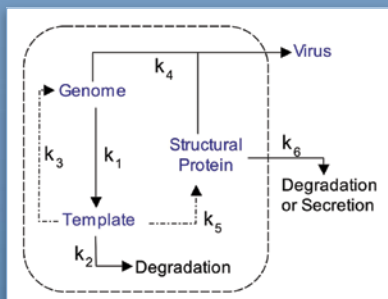 Virus
k4
Genome
k3
k1
Structural
Protein
k6
Degradation
or Secretion
Template
k5
k2
Degradation